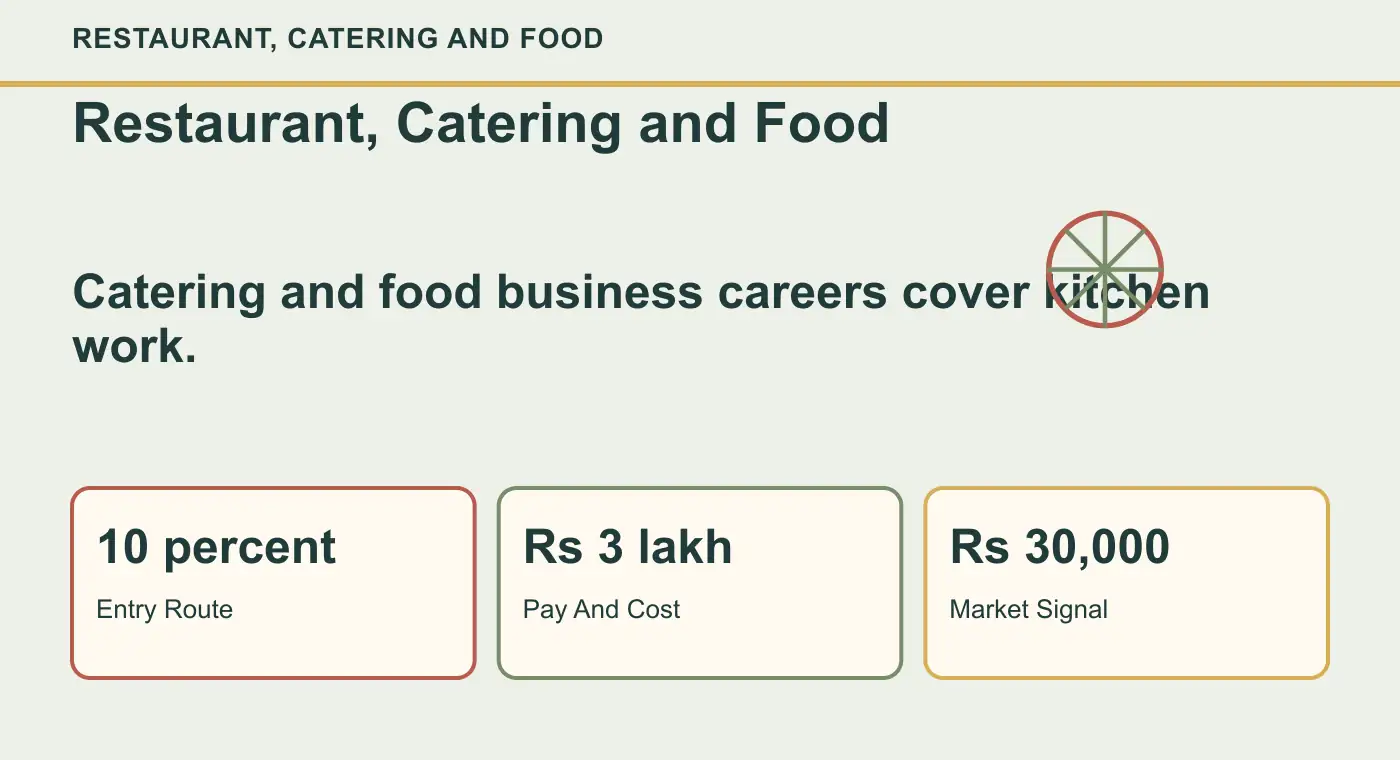 RESTAURANT, CATERING AND FOOD
Restaurant, Catering and Food
Catering and food business careers cover kitchen
work.
10 percent
Entry Route
Rs 3 lakh
Pay And Cost
Rs 30,000
Market Signal